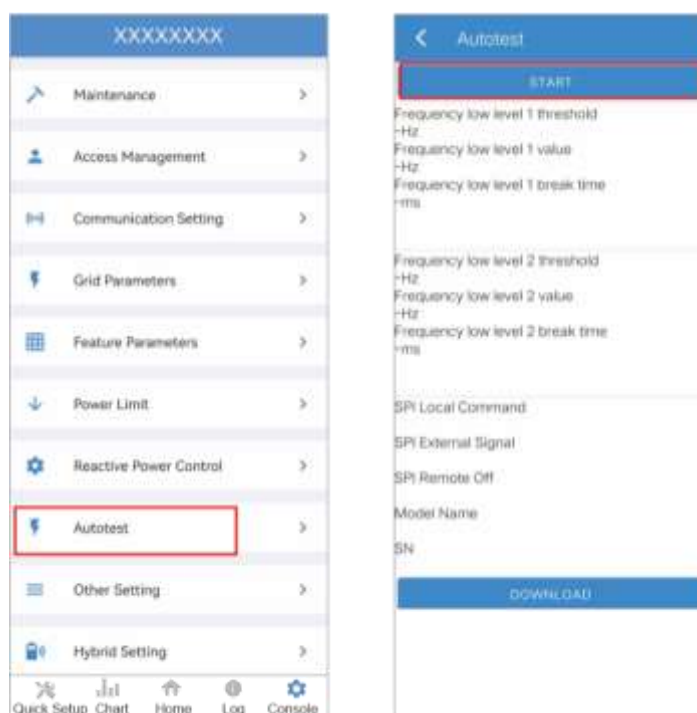 XXXXXXXX
Maintenance
Access Management
Communication Setting
Grid Parameters
Feature Parameters
Power Limit
Reactive Power Control
Autotest
Other Setting
Hybrid Setting
Quick Setup Chart Home Log Console
Autotest
START
Frequency low level 1 threshold
-Hz
Frequency low level 1 value
-Hz
Frequency low level 1 break time
-ms
Frequency low level 2 threshold
-Hz
Frequency low level 2 value
-Hz
Frequency low level 2 break time
-ms
SPI Local Command
SPI External Signal
SPI Remote Off
Model Name
SN
DOWNLOAD